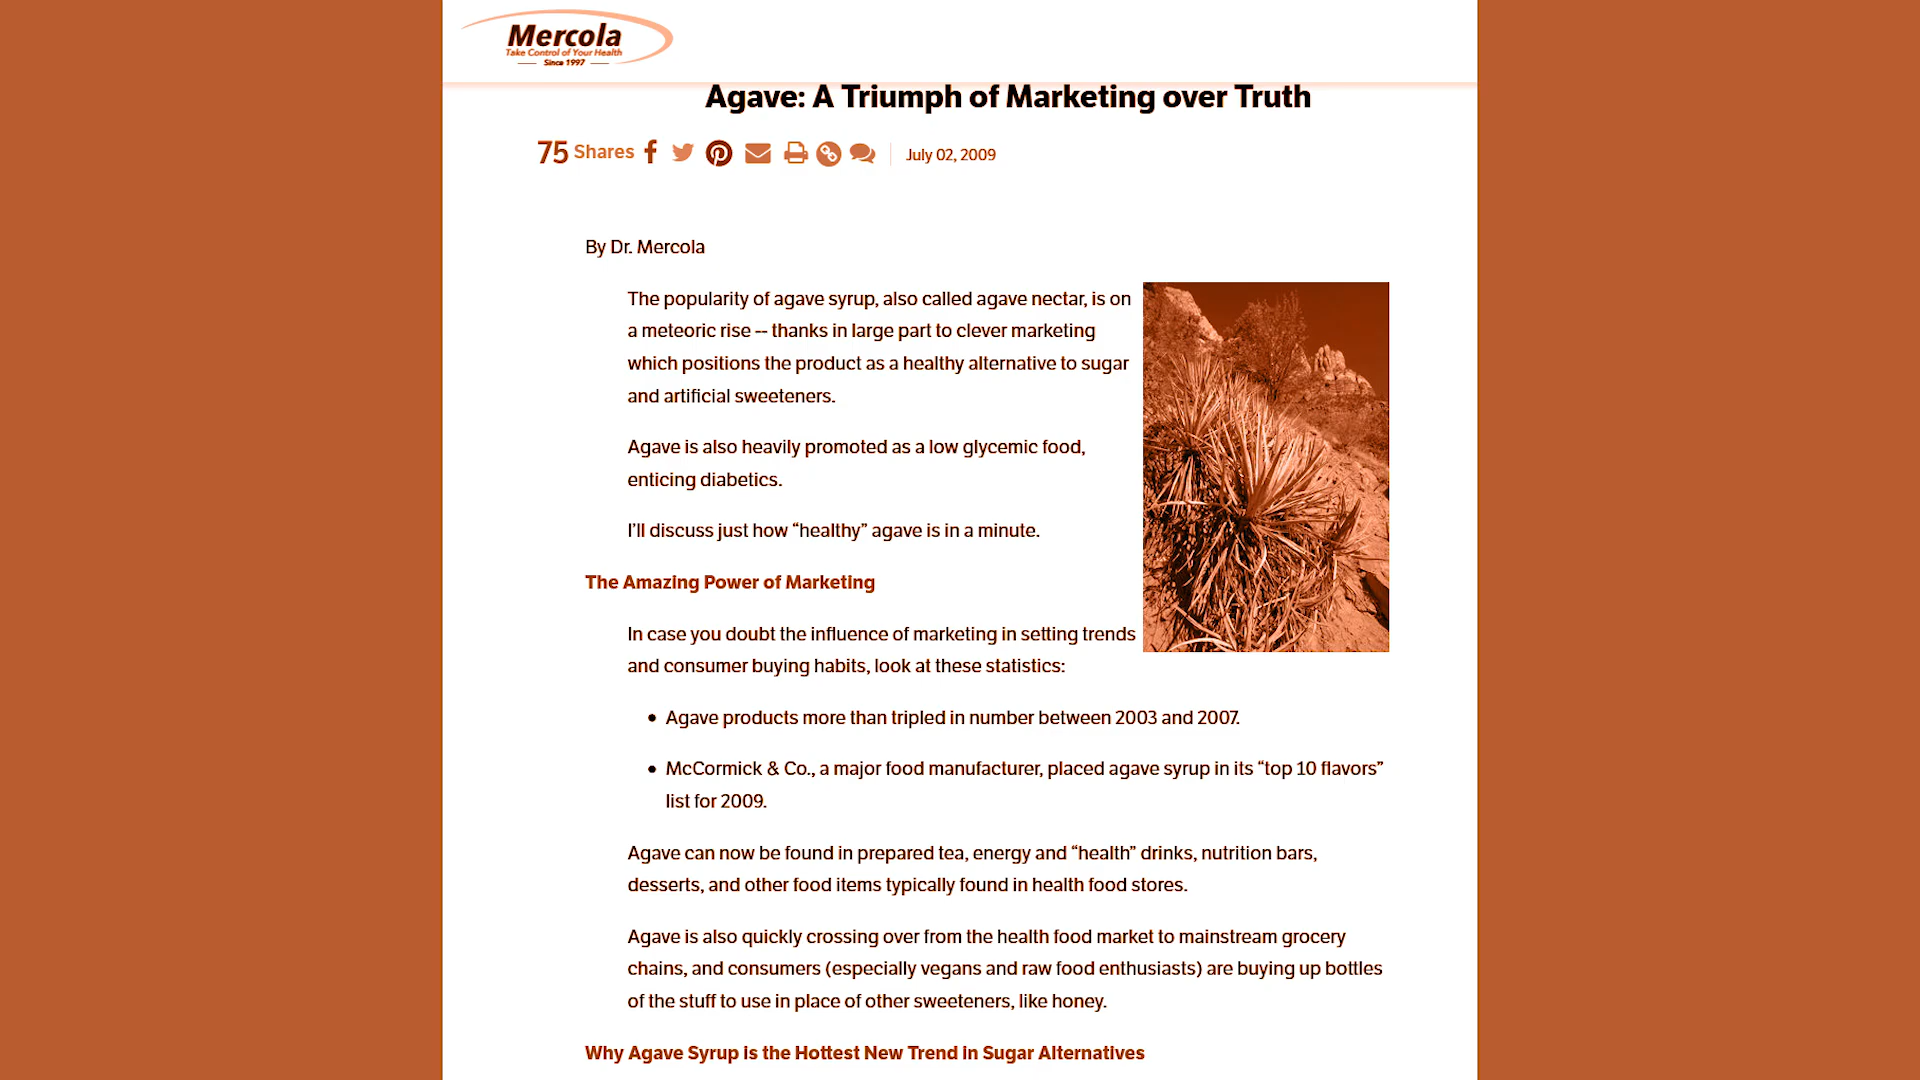 Mercola
Take Control of Your Health
Since 1997
Agave: A Triumph of Marketing over Truth
75 Shares
July 02, 2009
By Dr. Mercola
The popularity of agave syrup, also called agave nectar, is on
a meteoric rise -- thanks in large part to clever marketing
which positions the product as a healthy alternative to sugar
and artificial sweeteners.
Agave is also heavily promoted as a low glycemic food,
enticing diabetics.
I’ll discuss just how “healthy” agave is in a minute.
The Amazing Power of Marketing
In case you doubt the influence of marketing in setting trends
and consumer buying habits, look at these statistics:
• Agave products more than tripled in number between 2003 and 2007.
• McCormick & Co., a major food manufacturer, placed agave syrup in its “top 10 flavors”
list for 2009.
Agave can now be found in prepared tea, energy and “health” drinks, nutrition bars,
desserts, and other food items typically found in health food stores.
Agave is also quickly crossing over from the health food market to mainstream grocery
chains, and consumers (especially vegans and raw food enthusiasts) are buying up bottles
of the stuff to use in place of other sweeteners, like honey.
Why Agave Syrup is the Hottest New Trend in Sugar Alternatives